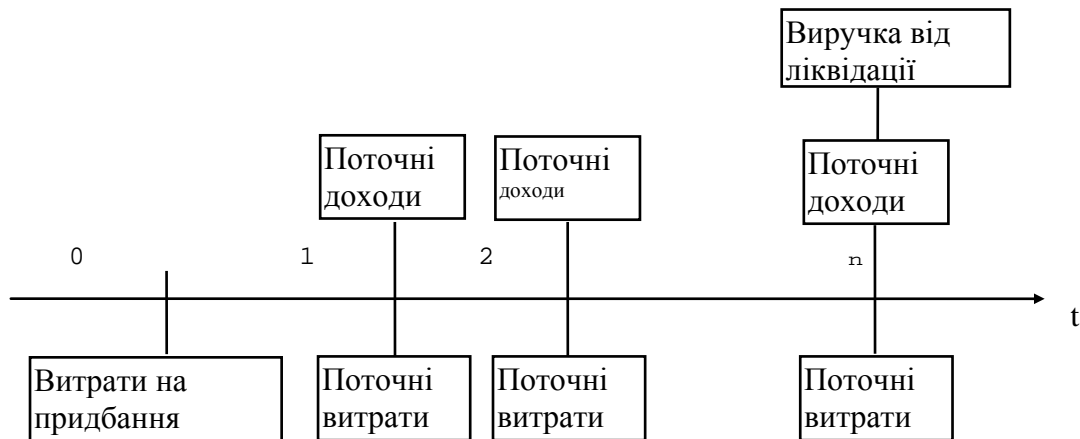 Виручка від
ліквідації
Поточні
доходи
Поточні
доходи
Поточні
доходи
0
1
2
n
t
Витрати на
придбання
Поточні
витрати
Поточні
витрати
Поточні
витрати